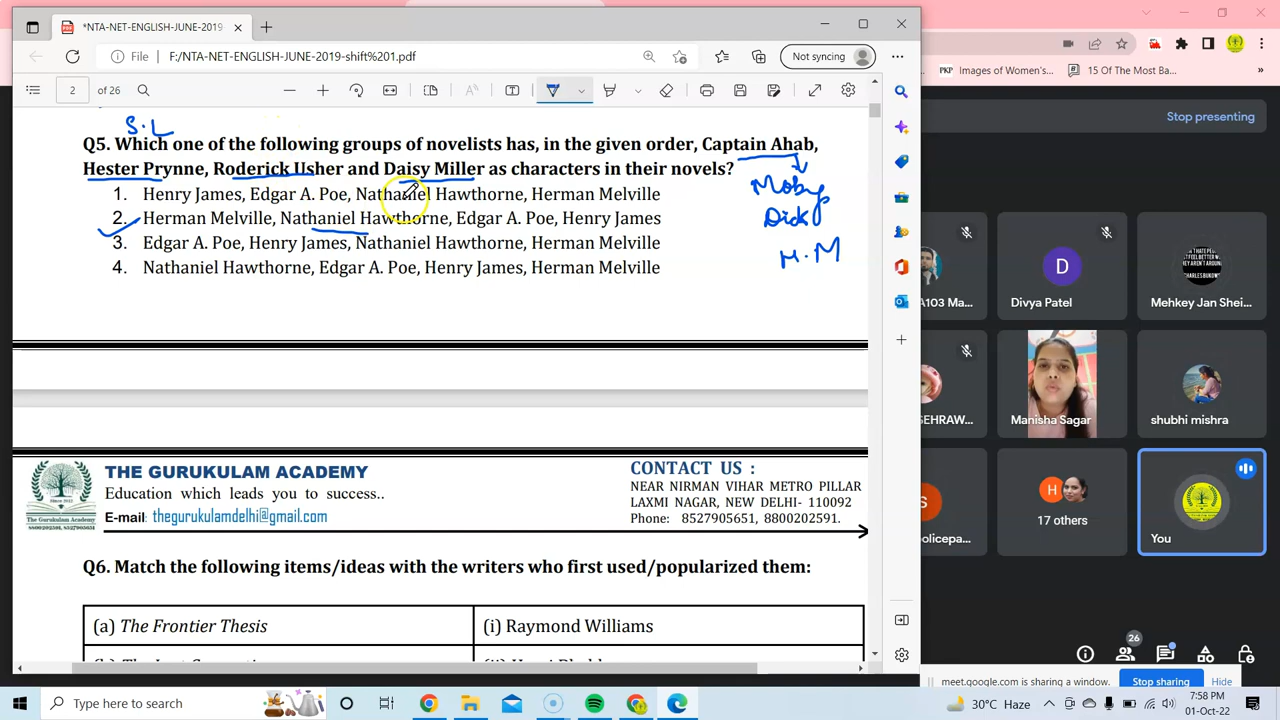 *NTA-NET-ENGLISH-JUNE-2019-
File
F:/NTA-NET-ENGLISH-JUNE-2019-shift%201.pdf
Not syncing
PKP Images of Women's...
15 Of The Most Ba...
2 of 26
Stop presenting
S.L
Q5. Which one of the following groups of novelists has, in the given order, Captain Ahab,
Hester Prynne, Roderick Usher and Daisy Miller as characters in their novels?
1. Henry James, Edgar A. Poe, Nathaniel Hawthorne, Herman Melville
2. Herman Melville, Nathaniel Hawthorne, Edgar A. Poe, Henry James
3. Edgar A. Poe, Henry James, Nathaniel Hawthorne, Herman Melville
4. Nathaniel Hawthorne, Edgar A. Poe, Henry James, Herman Melville
Moby
Dick
H.M
THE GURUKULAM ACADEMY
Education which leads you to success..
E-mail: thegurukulamdelhi@gmail.com
The Gurukulam Academy
CONTACT US :
NEAR NIRMAN VIHAR METRO PILLAR
LAXMI NAGAR, NEW DELHI- 110092
Phone: 8527905651, 8800202591.
Q6. Match the following items/ideas with the writers who first used/popularized them:
(a) The Frontier Thesis
(i) Raymond Williams
A103 Ma...
D
Divya Patel
Mehkey Jan Shei...
SEHRAW...
Manisha Sagar
shubhi mishra
S
olicepa...
H
17 others
You
26
meet.google.com is sharing a window.
Stop sharing
Hide
Type here to search
30°C Haze
7:58 PM
01-Oct-22